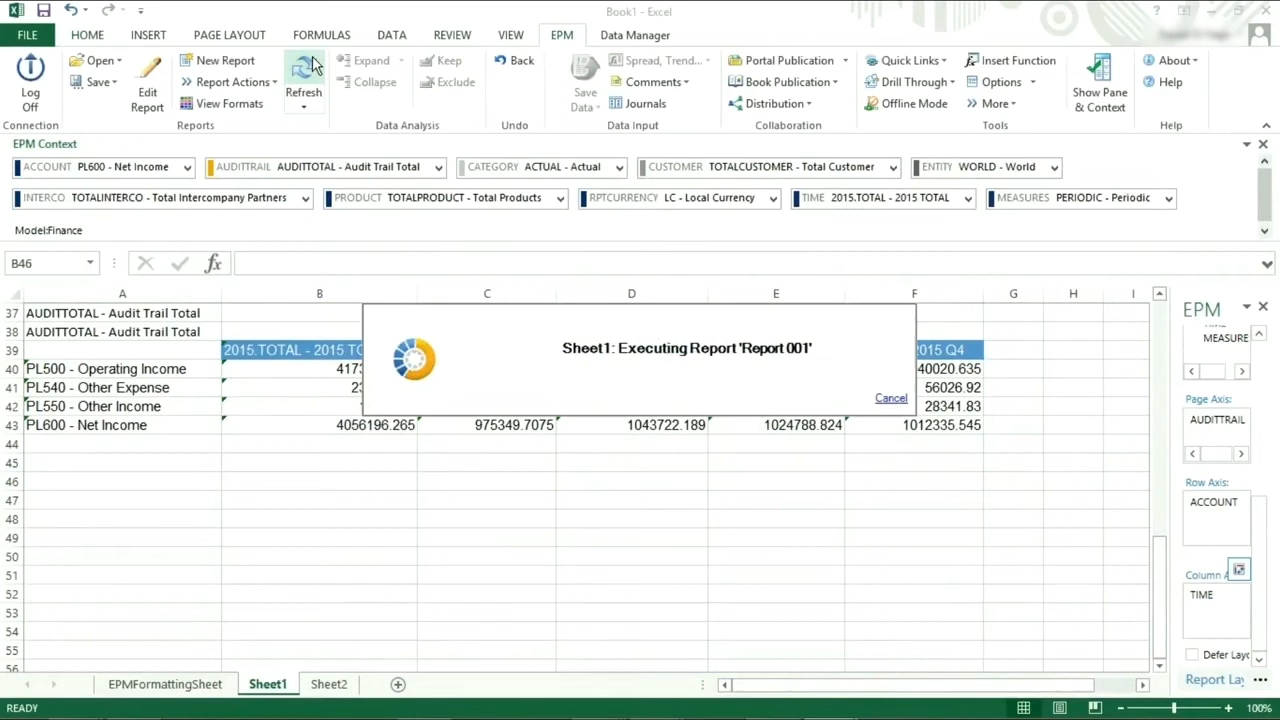 Book1 - Excel
?
FILE HOME INSERT PAGE LAYOUT FORMULAS DATA REVIEW VIEW EPM Data Manager
Open New Report Expand Keep Back Spread, Trend... Portal Publication Quick Links Insert Function About
Save Report Actions Collapse Exclude Comments Book Publication Drill Through Options Help
Log Off Edit Report View Formats Refresh Save Data Journals Distribution Offline Mode More Show Pane & Context
Connection Reports Data Analysis Undo Data Input Collaboration Tools Help
EPM Context
ACCOUNT PL600 - Net Income AUDITTRAIL AUDITTOTAL - Audit Trail Total CATEGORY ACTUAL - Actual CUSTOMER TOTALCUSTOMER - Total Customer ENTITY WORLD - World
INTERCO TOTALINTERCO - Total Intercompany Partners PRODUCT TOTALPRODUCT - Total Products RPTCURRENCY LC - Local Currency TIME 2015.TOTAL - 2015 TOTAL MEASURES PERIODIC - Periodic
Model:Finance
B46 fx
A B C D E F G H I
37 AUDITTOTAL - Audit Trail Total
38 AUDITTOTAL - Audit Trail Total
39 2015.TOTAL - 2015 TO 2015 Q4
40 PL500 - Operating Income 4173 40020.635
41 PL540 - Other Expense 23 56026.92
42 PL550 - Other Income 28341.83
43 PL600 - Net Income 4056196.265 975349.7075 1043722.189 1024788.824 1012335.545
44
45
46
47
48
49
50
51
52
53
54
55
56
Sheet1: Executing Report 'Report 001'
Cancel
EPM
MEASURE
Page Axis:
AUDITTRAIL
Row Axis:
ACCOUNT
Column A
TIME
Defer Layo
Report Lay
EPMFormattingSheet Sheet1 Sheet2
READY 100%